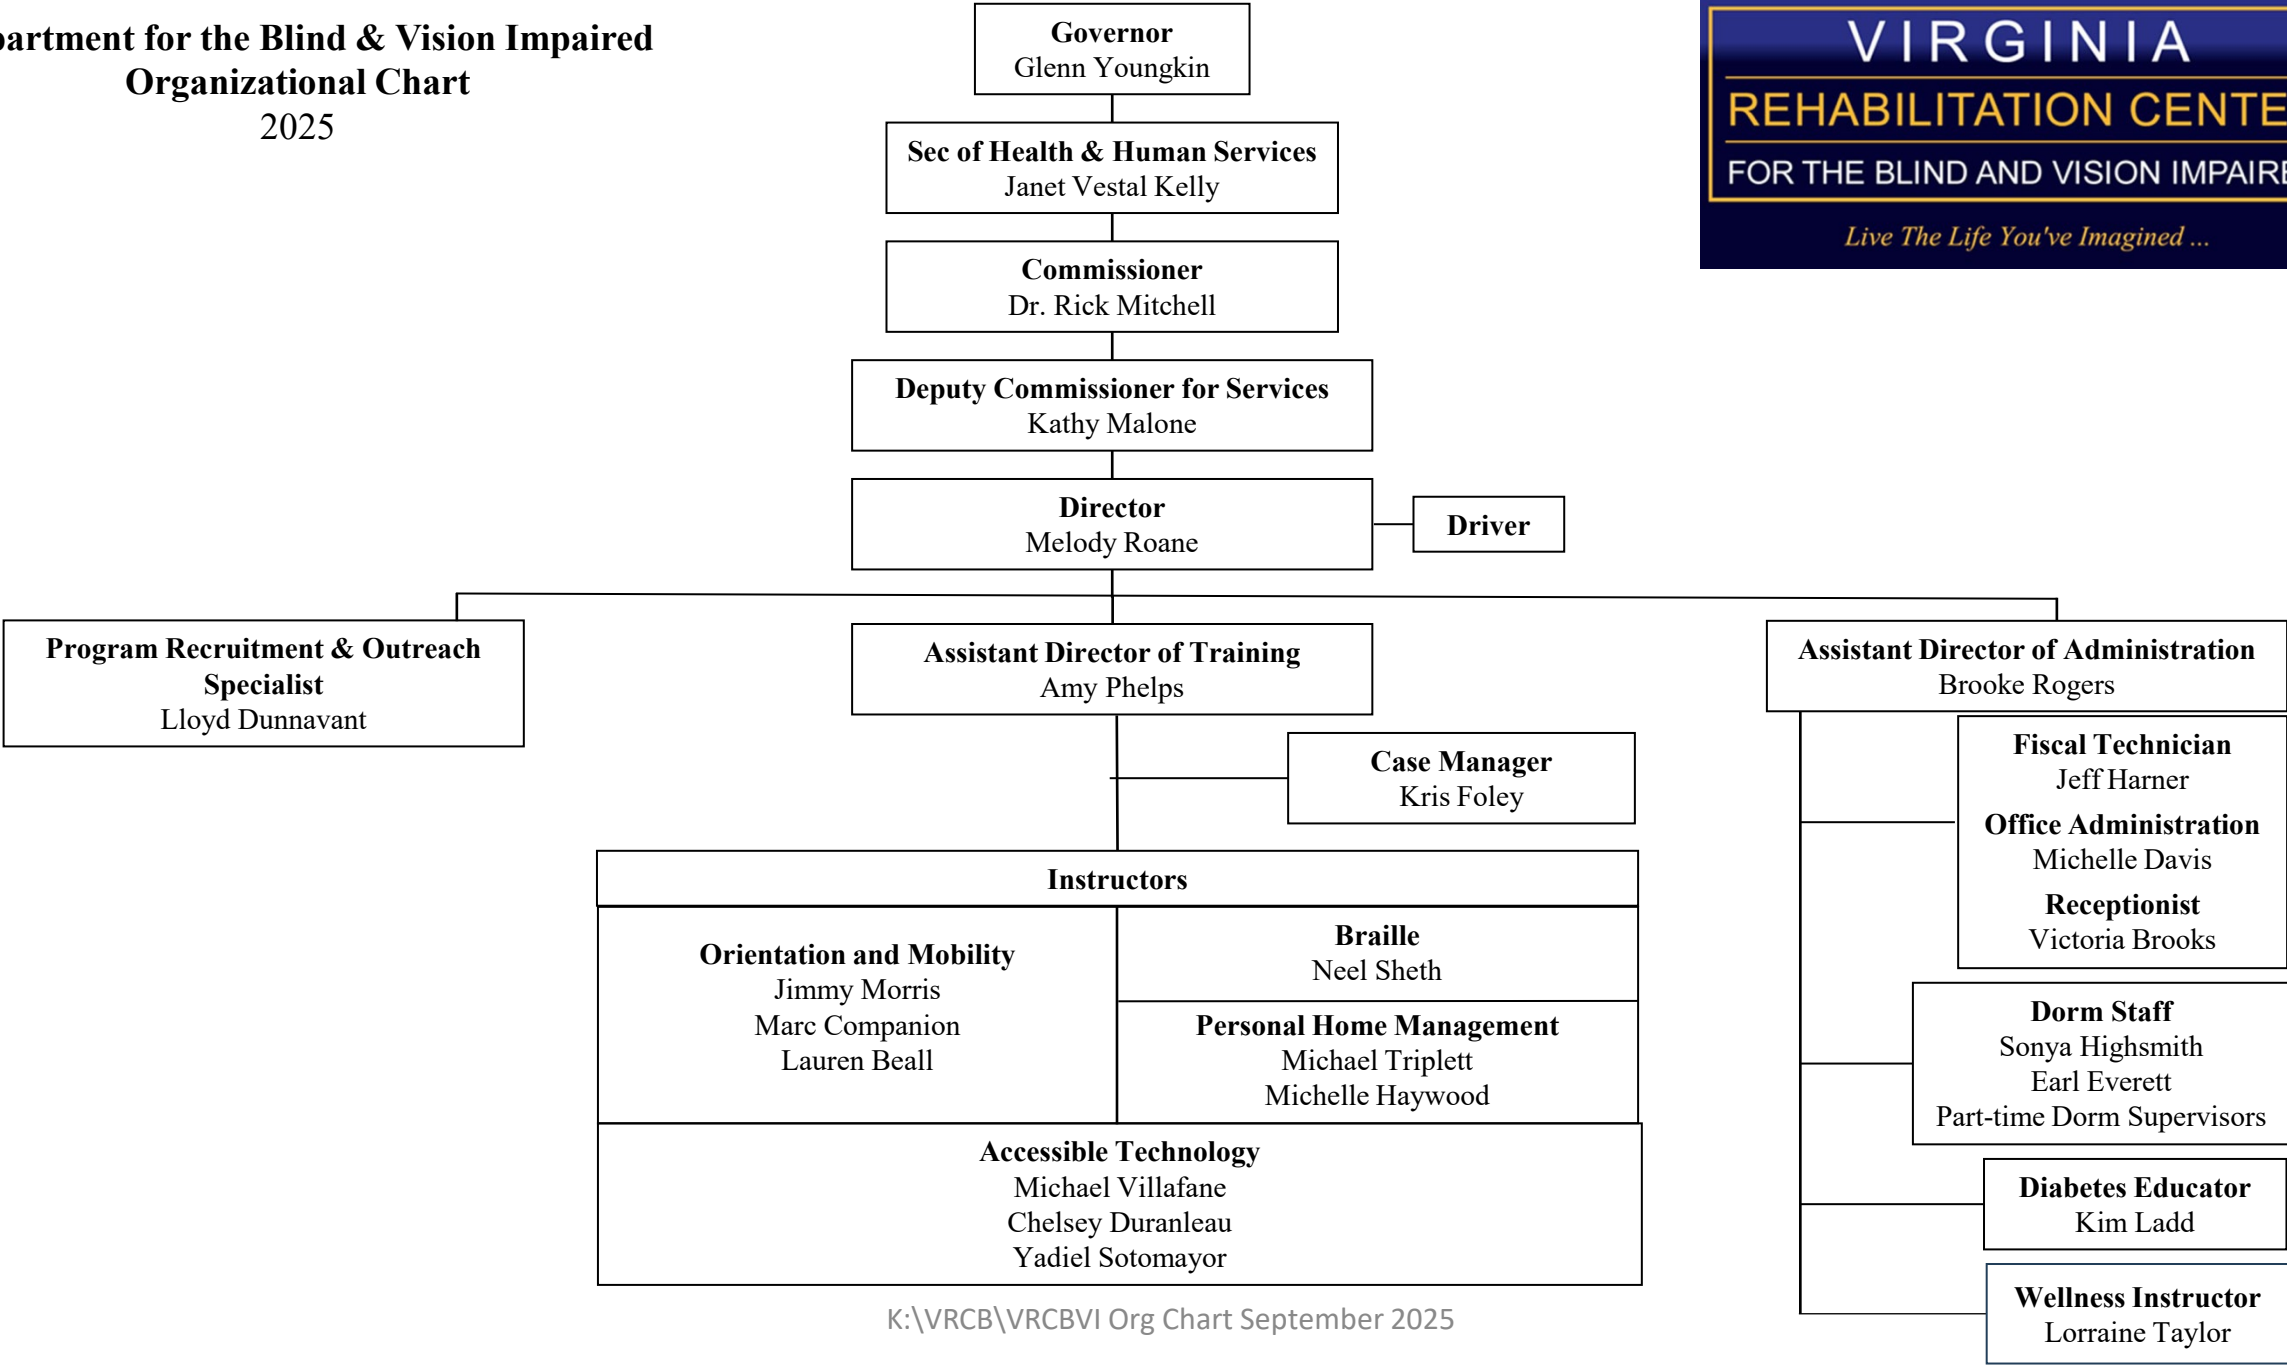 partment for the Blind & Vision Impaired
Organizational Chart
2025
VIRGINIA
REHABILITATION CENTE
FOR THE BLIND AND VISION IMPAIRE
Live The Life You've Imagined ...
Governor
Glenn Youngkin
Sec of Health & Human Services
Janet Vestal Kelly
Commissioner
Dr. Rick Mitchell
Deputy Commissioner for Services
Kathy Malone
Director
Melody Roane
Driver
Program Recruitment & Outreach
Specialist
Lloyd Dunnavant
Assistant Director of Training
Amy Phelps
Assistant Director of Administration
Brooke Rogers
Case Manager
Kris Foley
Instructors
Orientation and Mobility
Jimmy Morris
Marc Companion
Lauren Beall
Braille
Neel Sheth
Personal Home Management
Michael Triplett
Michelle Haywood
Accessible Technology
Michael Villafane
Chelsey Duranleau
Yadiel Sotomayor
Fiscal Technician
Jeff Harner
Office Administration
Michelle Davis
Receptionist
Victoria Brooks
Dorm Staff
Sonya Highsmith
Earl Everett
Part-time Dorm Supervisors
Diabetes Educator
Kim Ladd
Wellness Instructor
Lorraine Taylor
K:\VRCB\VRCBVI Org Chart September 2025